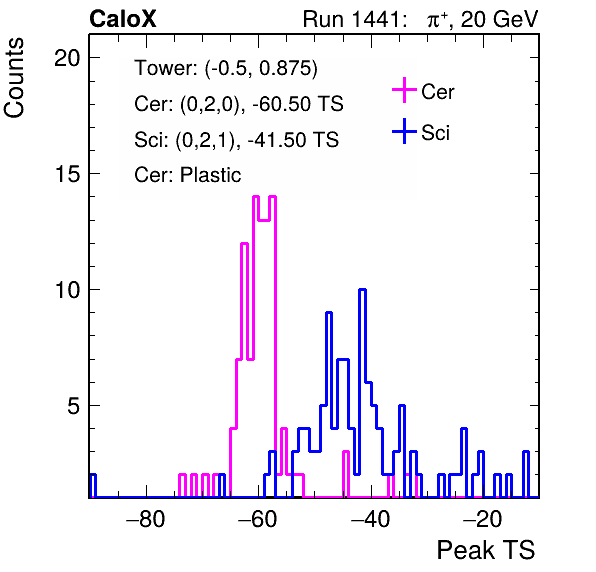 CaloX Run 1441: π⁺, 20 GeV
Counts
20
15
10
5
Tower: (-0.5, 0.875)
Cer: (0,2,0), -60.50 TS
Sci: (0,2,1), -41.50 TS
Cer: Plastic
Cer
Sci
−80 −60 −40 −20
Peak TS